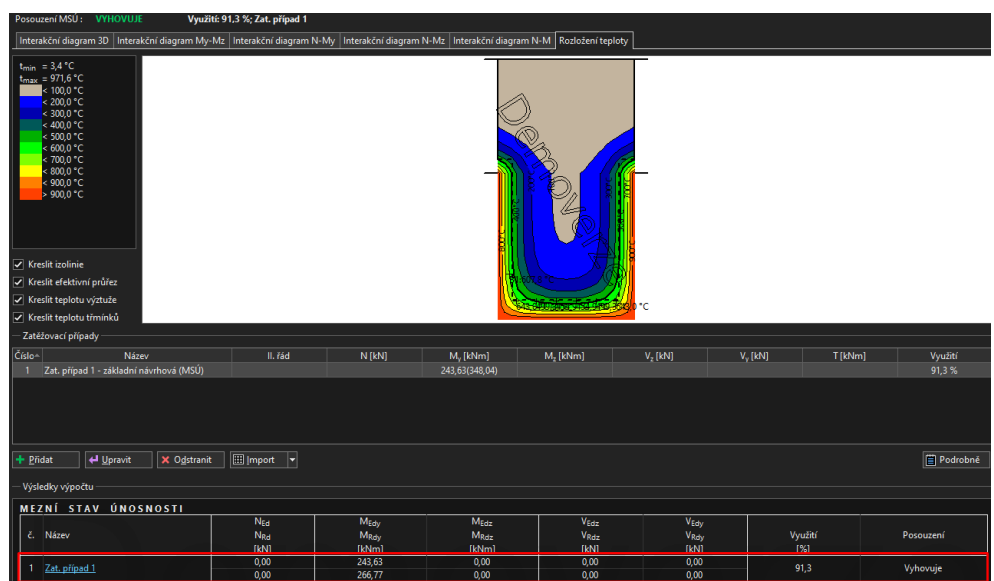 Posouzení MSÚ : VYHOVUJE Využití: 91,3 %; Zat. případ 1
Interakční diagram 3D Interakční diagram My-Mz Interakční diagram N-My Interakční diagram N-Mz Interakční diagram N-M Rozložení teploty
tmin = 3,4 °C
tmax = 971,6 °C
< 100,0 °C
< 200,0 °C
< 300,0 °C
< 400,0 °C
< 500,0 °C
< 600,0 °C
< 700,0 °C
< 800,0 °C
< 900,0 °C
> 900,0 °C
Demoverze
Kreslit izolinie
Kreslit efektivní průřez
Kreslit teplotu výztuže
Kreslit teplotu třmínků
Zatěžovací případy
Číslo Název II. řád N [kN] My [kNm] Mz [kNm] Vz [kN] Vy [kN] T [kNm] Využití
1 Zat. případ 1 - základní návrhová (MSÚ) 243,63(348,04) 91,3 %
Přidat Upravit Odstranit Import Podrobně
Výsledky výpočtu
MEZNÍ STAV ÚNOSNOSTI
NEd MEdy MEdz VEdz VEdy
č. Název NRd MRdy MRdz VRdz VRdy Využití Posouzení
[kN] [kNm] [kNm] [kN] [kN] [%]
0,00 243,63 0,00 0,00 0,00
1 Zat. případ 1 91,3 Vyhovuje
0,00 266,77 0,00 0,00 0,00